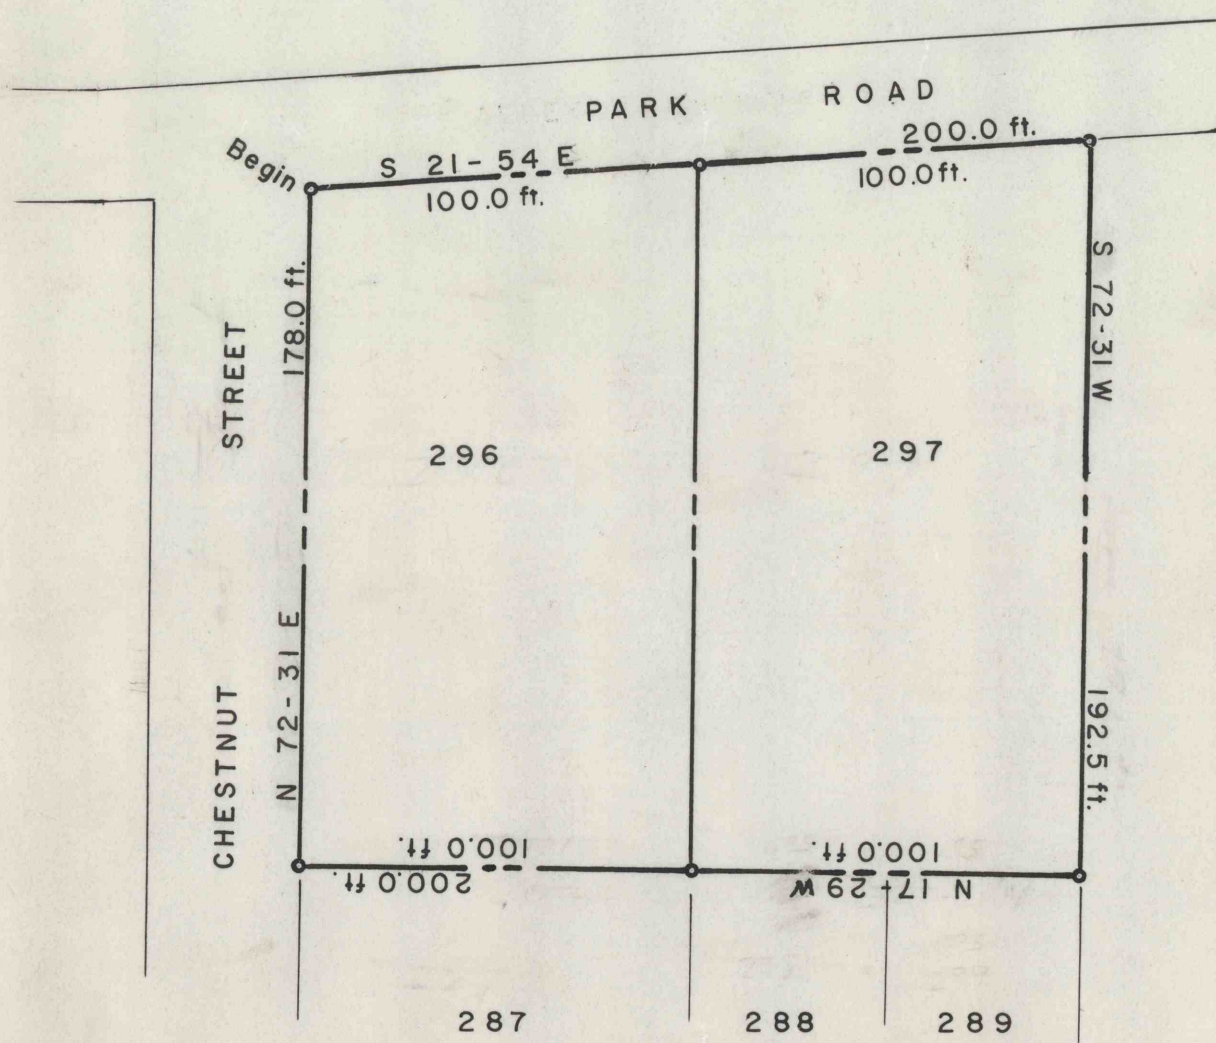 PARK ROAD
Begin
S 21-54 E
200.0 ft.
100.0 ft.
100.0 ft.
178.0 ft.
S 72-31 W
STREET
296
297
N 72-31 E
CHESTNUT
192.5 ft.
100.0 ft.
100.0 ft.
200.0 ft.
N 17-29 W
287
288
289